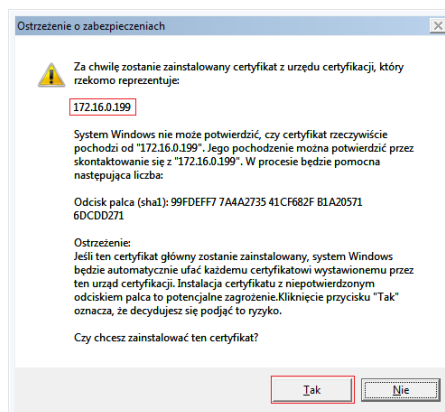 Ostrzeżenie o zabezpieczeniach
Za chwilę zostanie zainstalowany certyfikat z urzędu certyfikacji, który
rzekomo reprezentuje:
172.16.0.199
System Windows nie może potwierdzić, czy certyfikat rzeczywiście
pochodzi od "172.16.0.199". Jego pochodzenie można potwierdzić przez
skontaktowanie się z "172.16.0.199". W procesie będzie pomocna
następująca liczba:
Odcisk palca (sha1): 99FDEFF7 7A4A2735 41CF682F B1A20571
6DCDD271
Ostrzeżenie:
Jeśli ten certyfikat główny zostanie zainstalowany, system Windows
będzie automatycznie ufać każdemu certyfikatowi wystawionemu przez
ten urząd certyfikacji. Instalacja certyfikatu z niepotwierdzonym
odciskiem palca to potencjalne zagrożenie.Kliknięcie przycisku "Tak"
oznacza, że decydujesz się podjąć to ryzyko.
Czy chcesz zainstalować ten certyfikat?
Tak
Nie